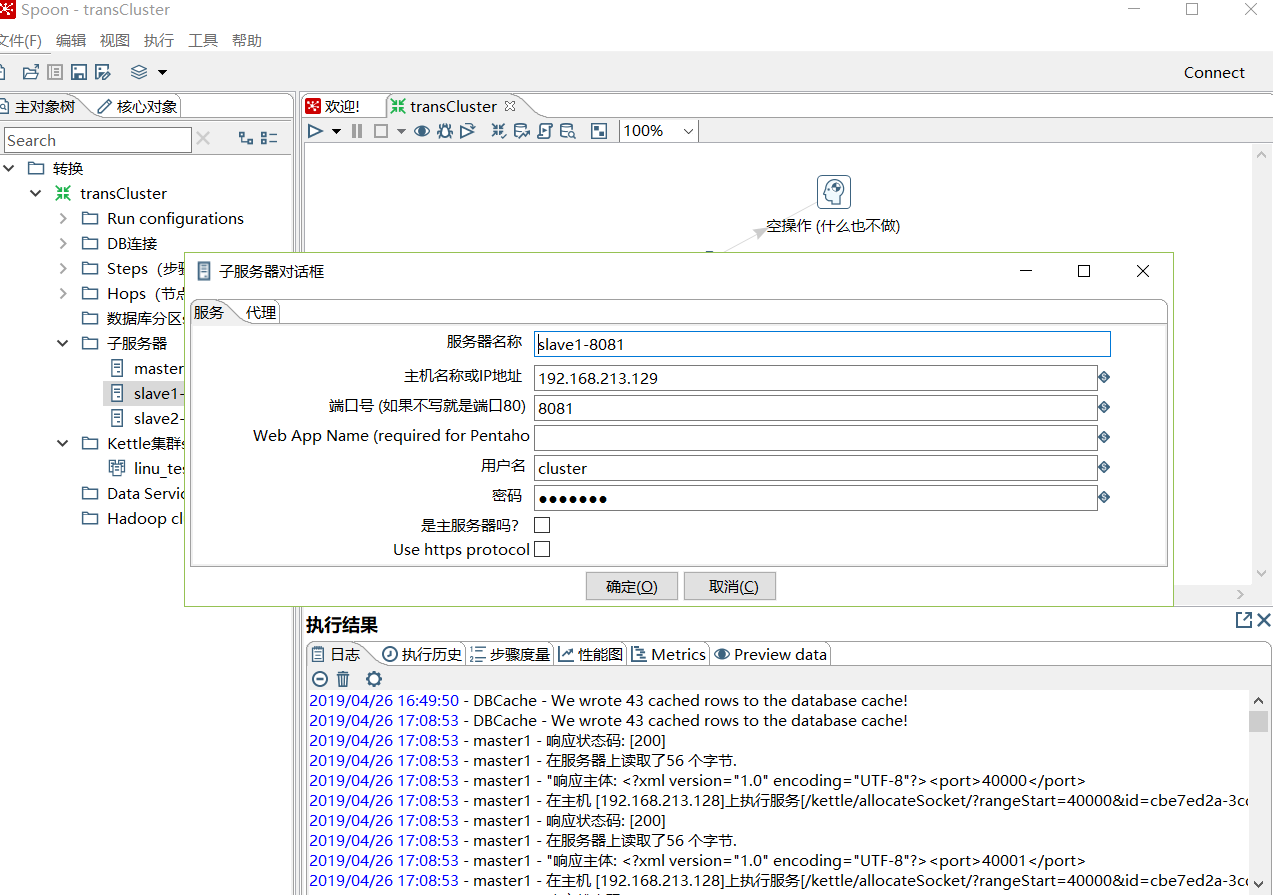 Spoon - transCluster
文件(F) 编辑 视图 执行 工具 帮助
Connect
主对象树 核心对象
欢迎! transCluster
Search
100%
转换
transCluster
Run configurations
DB连接
Steps (步骤
Hops (节点
数据库分区s
子服务器
master
slave1-
slave2-
Kettle集群s
linu_tes
Data Servic
Hadoop cl
空操作 (什么也不做)
子服务器对话框
服务 代理
服务器名称 slave1-8081
主机名称或IP地址 192.168.213.129
端口号 (如果不写就是端口80) 8081
Web App Name (required for Pentaho
用户名 cluster
密码 ●●●●●●●
是主服务器吗?
Use https protocol
确定(O) 取消(C)
执行结果
日志 执行历史 步骤度量 性能图 Metrics Preview data
2019/04/26 16:49:50 - DBCache - We wrote 43 cached rows to the database cache!
2019/04/26 17:08:53 - DBCache - We wrote 43 cached rows to the database cache!
2019/04/26 17:08:53 - master1 - 响应状态码: [200]
2019/04/26 17:08:53 - master1 - 在服务器上读取了56 个字节.
2019/04/26 17:08:53 - master1 - "响应主体: <?xml version="1.0" encoding="UTF-8"?><port>40000</port>
2019/04/26 17:08:53 - master1 - 在主机 [192.168.213.128]上执行服务[/kettle/allocateSocket/?rangeStart=40000&id=cbe7ed2a-3cc
2019/04/26 17:08:53 - master1 - 响应状态码: [200]
2019/04/26 17:08:53 - master1 - 在服务器上读取了56 个字节.
2019/04/26 17:08:53 - master1 - "响应主体: <?xml version="1.0" encoding="UTF-8"?><port>40001</port>
2019/04/26 17:08:53 - master1 - 在主机 [192.168.213.128]上执行服务[/kettle/allocateSocket/?rangeStart=40000&id=cbe7ed2a-3cc